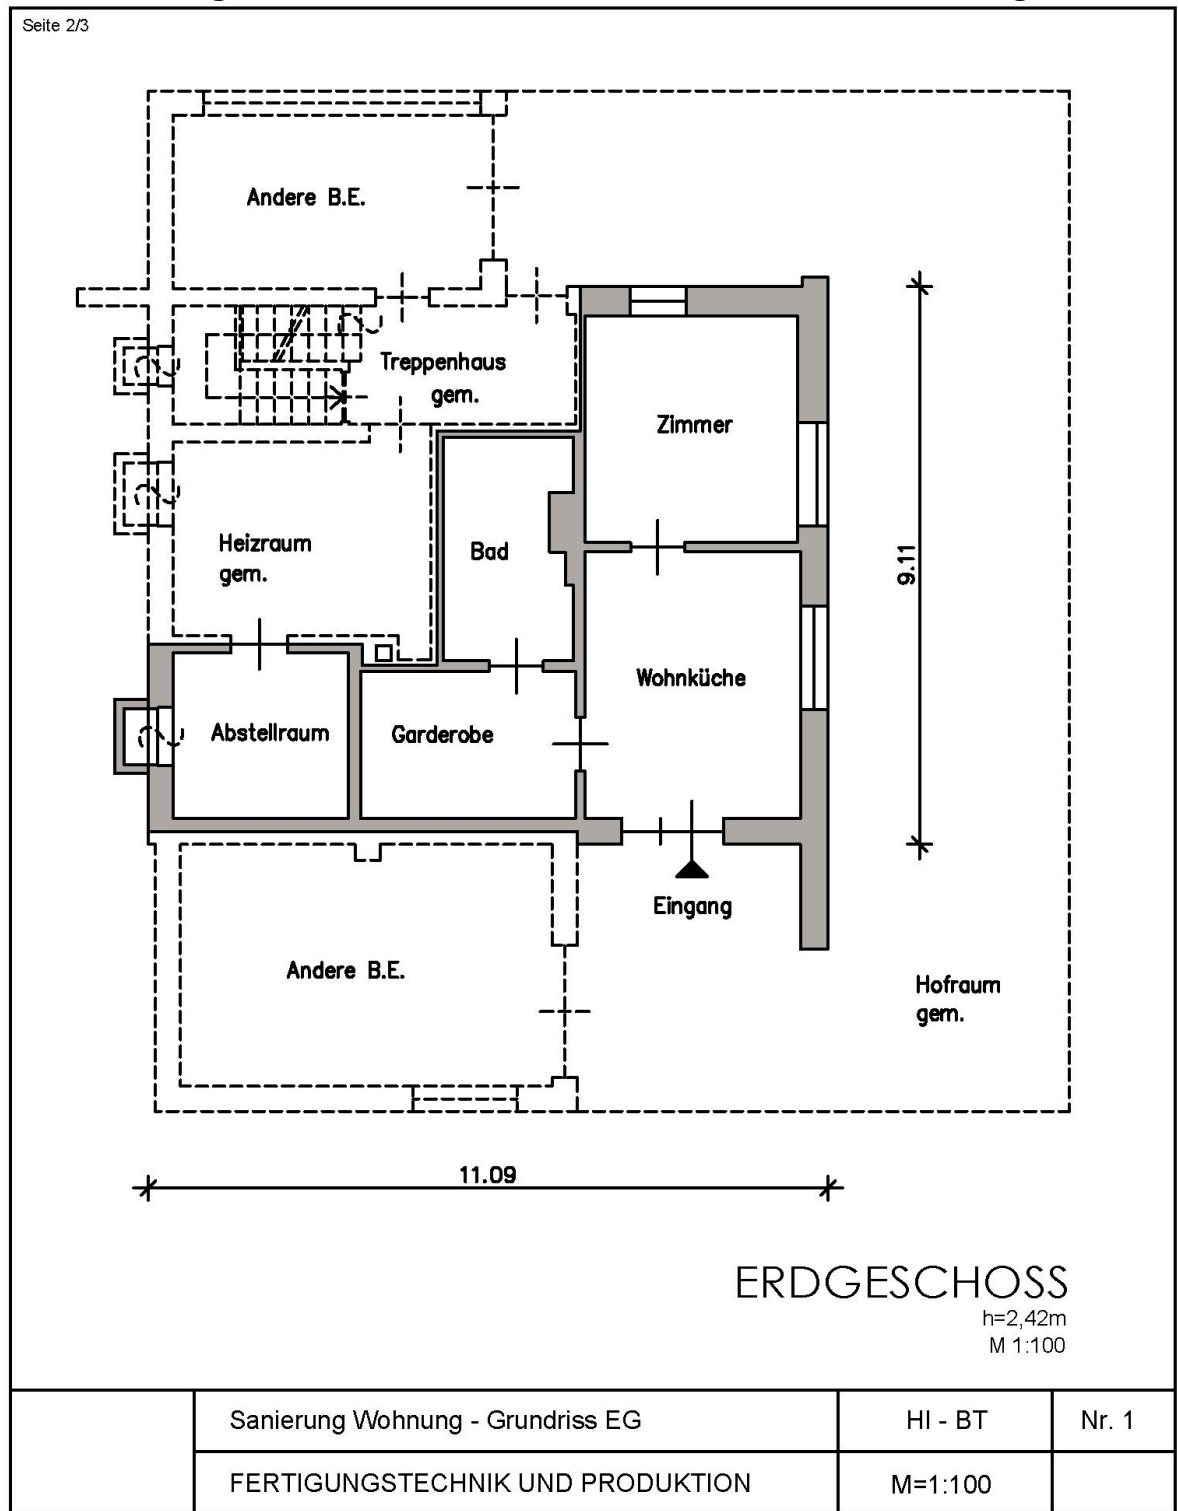 Seite 2/3
Andere B.E.
Treppenhaus
gem.
Zimmer
Heizraum
gem.
Bad
9.11
Wohnküche
Abstellraum
Garderobe
Eingang
Andere B.E.
Hofraum
gem.
11.09
ERDGESCHOSS
h=2,42m
M 1:100
Sanierung Wohnung - Grundriss EG
HI - BT
Nr. 1
FERTIGUNGSTECHNIK UND PRODUKTION
M=1:100